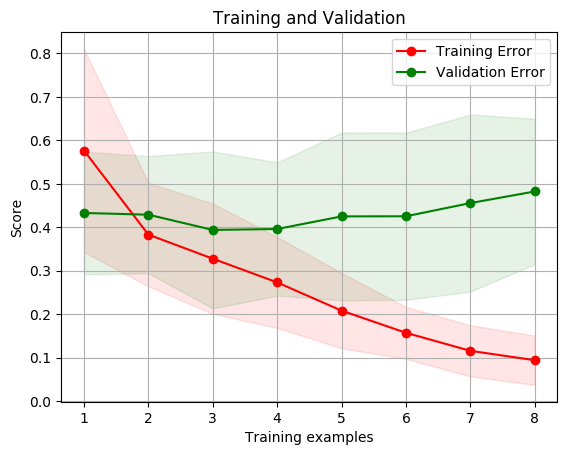 Training and Validation
Training Error
Validation Error
Score
0.8
0.7
0.6
0.5
0.4
0.3
0.2
0.1
0.0
1 2 3 4 5 6 7 8
Training examples